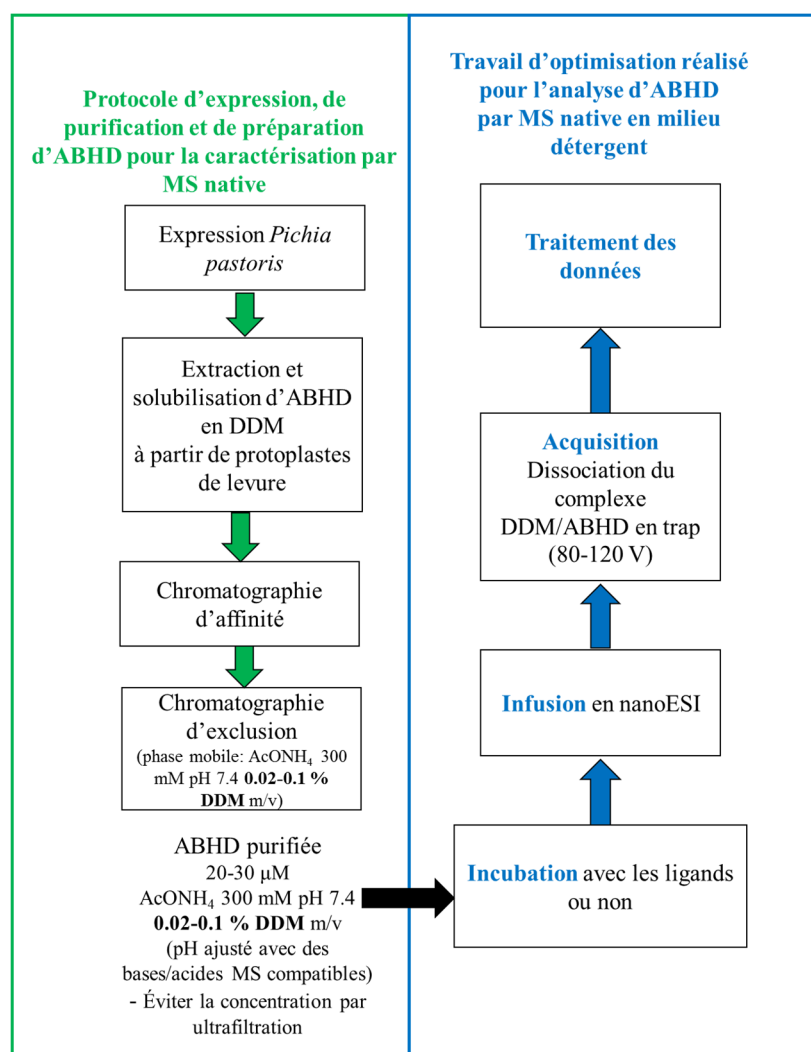 Protocole d’expression, de
purification et de préparation
d’ABHD pour la caractérisation par
MS native
Expression Pichia
pastoris
Extraction et
solubilisation d’ABHD
en DDM
à partir de protoplastes
de levure
Chromatographie
d’affinité
Chromatographie
d’exclusion
(phase mobile: AcONH₄ 300
mM pH 7.4 0.02-0.1 %
DDM m/v)
ABHD purifiée
20-30 µM
AcONH₄ 300 mM pH 7.4
0.02-0.1 % DDM m/v
(pH ajusté avec des
bases/acides MS compatibles)
- Éviter la concentration par
ultrafiltration
Travail d’optimisation réalisé
pour l’analyse d’ABHD
par MS native en milieu
détergent
Traitement des
données
Acquisition
Dissociation du
complexe
DDM/ABHD en trap
(80-120 V)
Infusion en nanoESI
Incubation avec les ligands
ou non